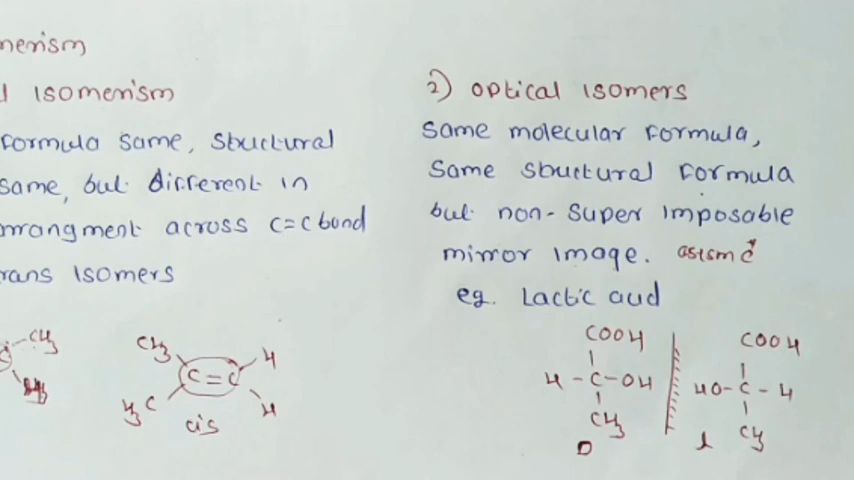 nerism
l Isomerism
formula same, structural
same, but different in
rrangment across C=C bond
rans Isomers
CH3
CH3
H
C=C
H3C
H
cis
2) Optical Isomers
Same molecular formula,
Same structural formula
but non-super imposable
mirror image.
eg. Lactic acid
COOH
H-C-OH
CH3
D
COOH
HO-C-H
CH3
l